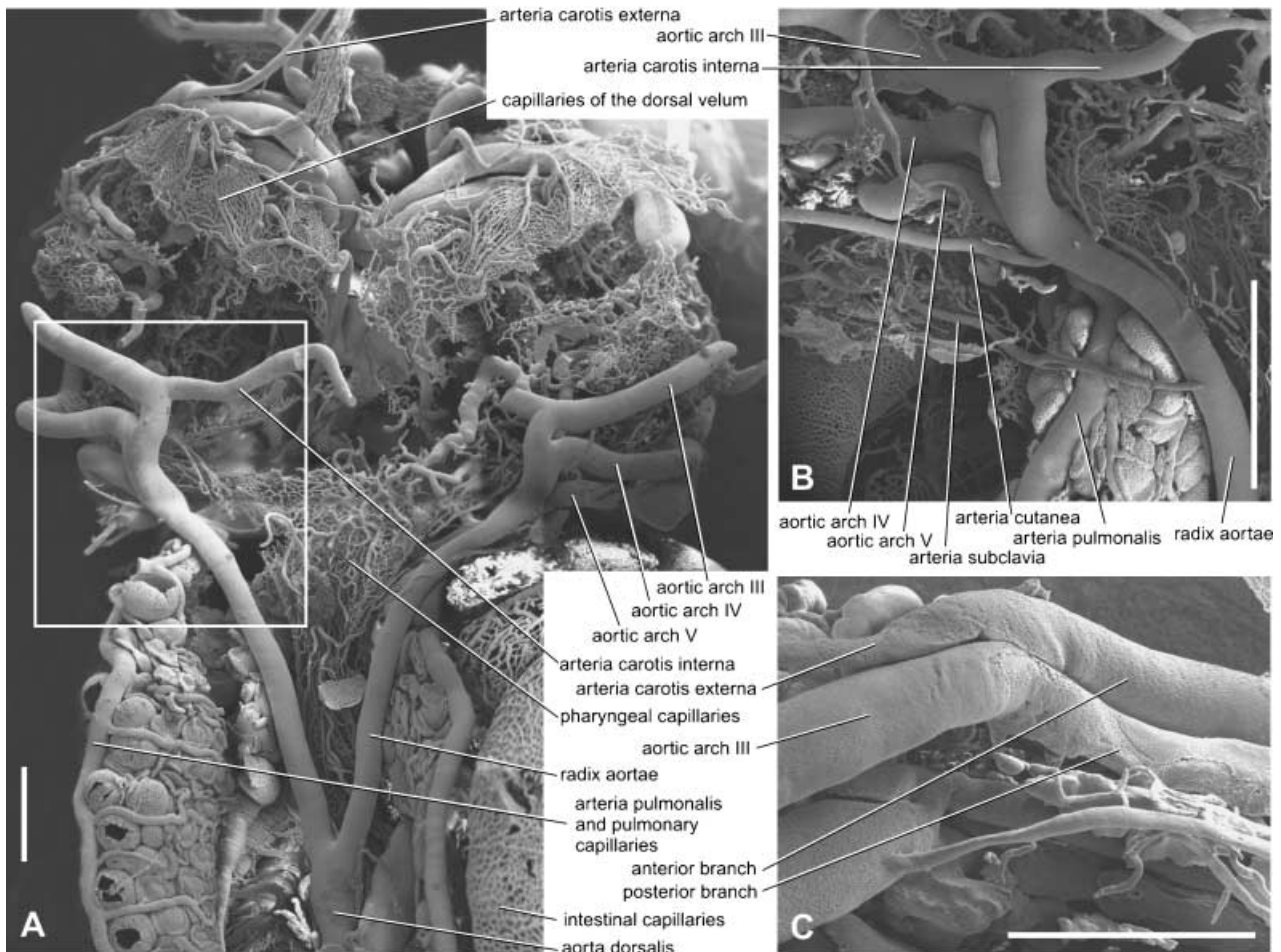 arteria carotis externa
aortic arch III
arteria carotis interna
capillaries of the dorsal velum
aortic arch III
aortic arch IV
aortic arch V
arteria carotis interna
pharyngeal capillaries
radix aortae
arteria pulmonalis
and pulmonary
capillaries
intestinal capillaries
aorta dorsalis
A
B
aortic arch IV
aortic arch V
arteria subclavia
arteria cutanea
arteria pulmonalis
radix aortae
arteria carotis externa
aortic arch III
anterior branch
posterior branch
C